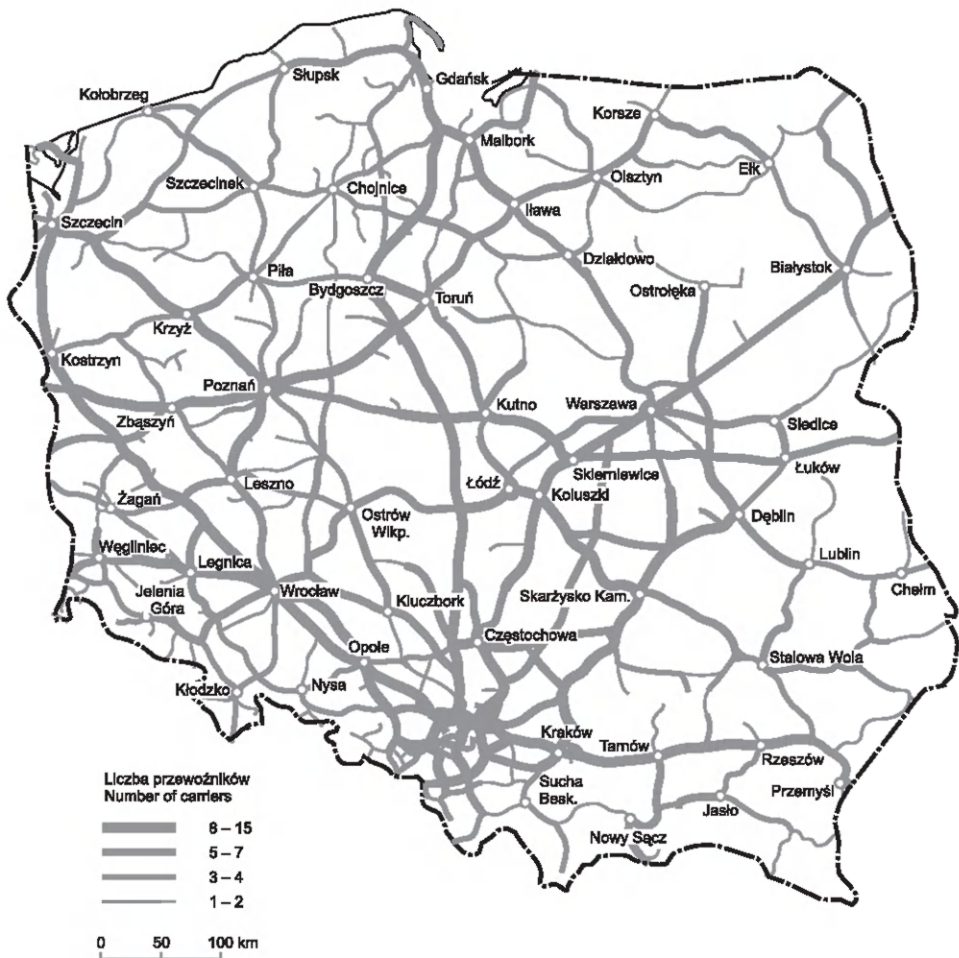 Słupsk
Gdańsk
Kołobrzeg
Korsze
Malbork
Ełk
Szczecinek
Chojnice
Olsztyn
Iława
Szczecin
Działdowo
Białystok
Piła
Bydgoszcz
Ostrołęka
Toruń
Krzyż
Kostrzyn
Poznań
Kutno
Warszawa
Zbąszyń
Siedlce
Skierniewice
Łuków
Leszno
Łódź
Koluszki
Żagań
Ostrów
Wlkp.
Dęblin
Węgliniec
Legnica
Lublin
Jelenia
Góra
Wrocław
Kluczbork
Skarżysko Kam.
Chełm
Częstochowa
Opole
Stalowa Wola
Kłodzko
Nysa
Kraków
Tarnów
Rzeszów
Przemyśl
Sucha
Besk.
Jasło
Nowy Sącz
Liczba przewoźników
Number of carriers
8 – 15
5 – 7
3 – 4
1 – 2
0 50 100 km